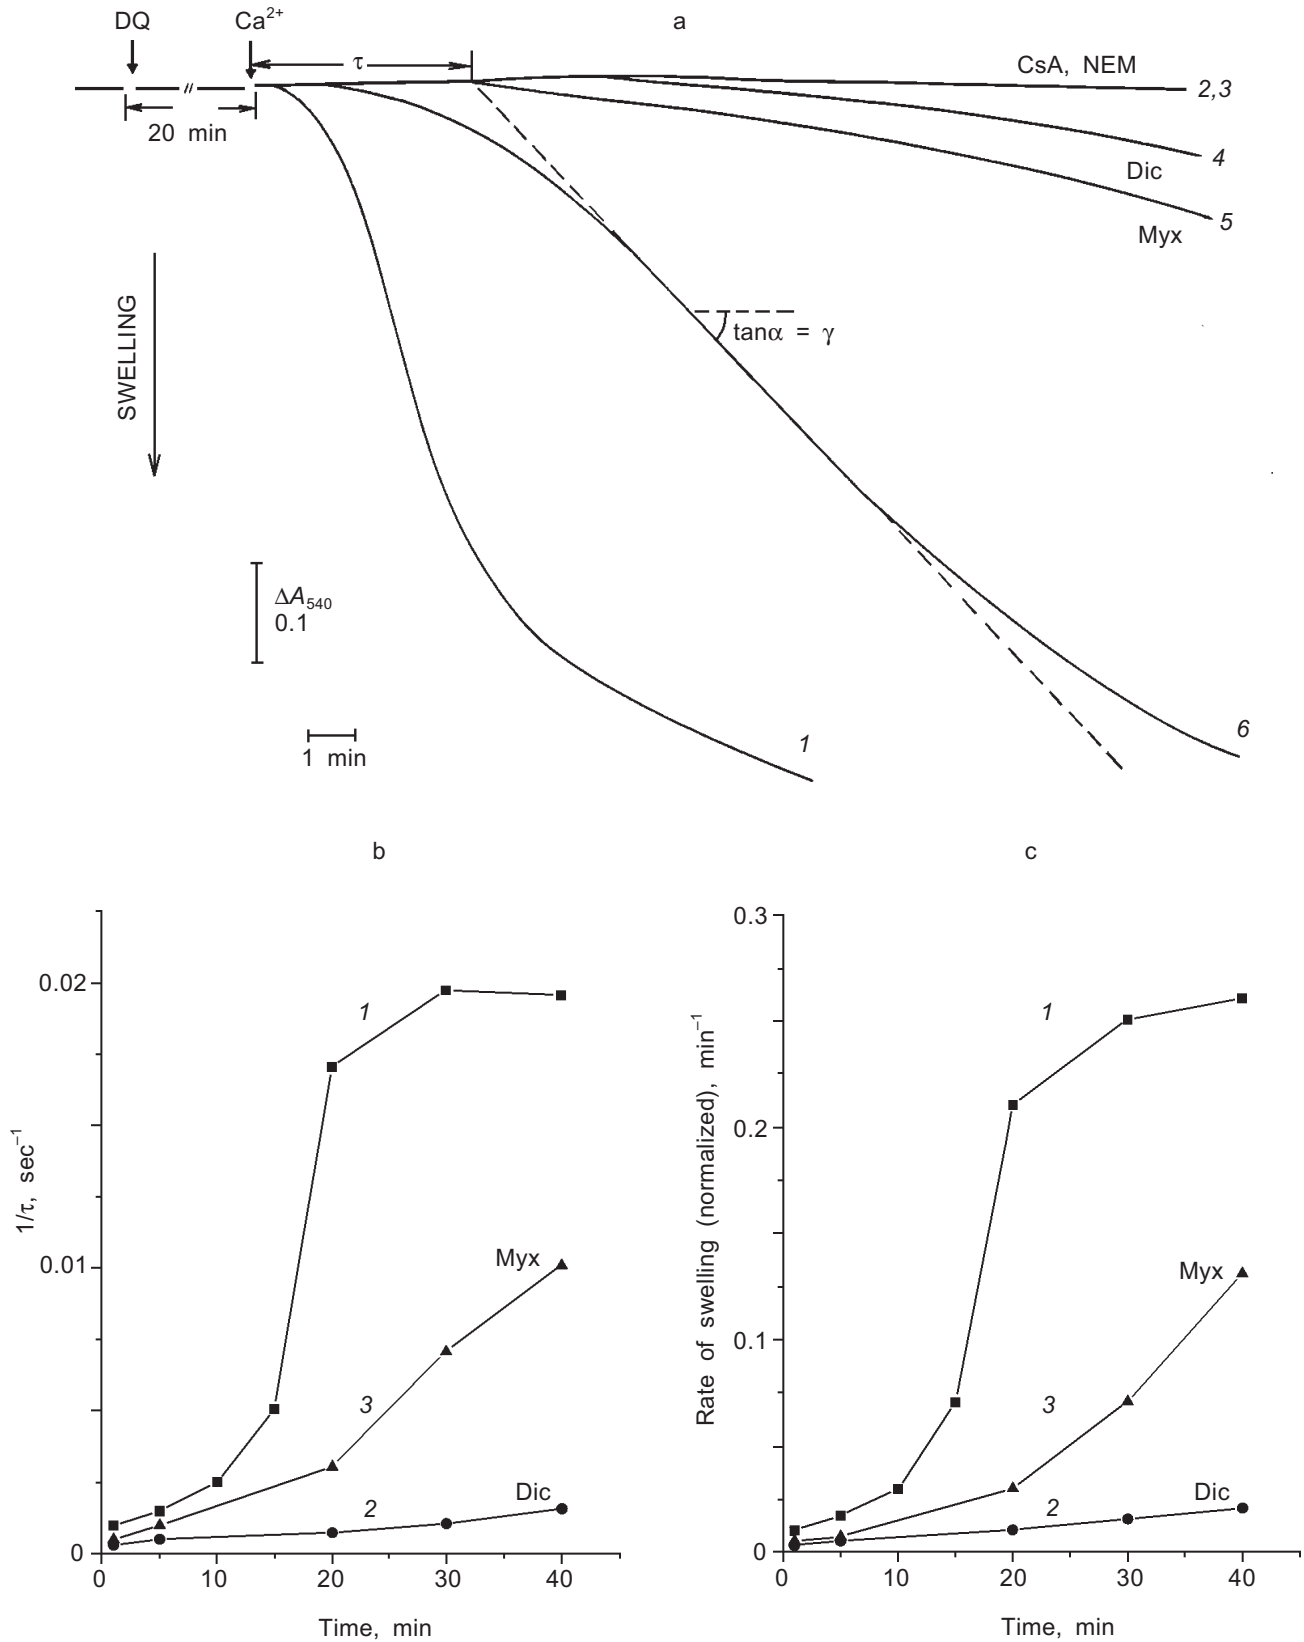 DQ
Ca²⁺
a
τ
CsA, NEM
2,3
20 min
4
Dic
5
Myx
SWELLING
tanα = γ
ΔA₅₄₀
0.1
1 min
1
6
b
c
0.02
0.01
0
1/τ, sec⁻¹
1
Myx
3
Dic
2
0 10 20 30 40
Time, min
0.3
0.2
0.1
0
Rate of swelling (normalized), min⁻¹
1
Myx
3
Dic
2
0 10 20 30 40
Time, min